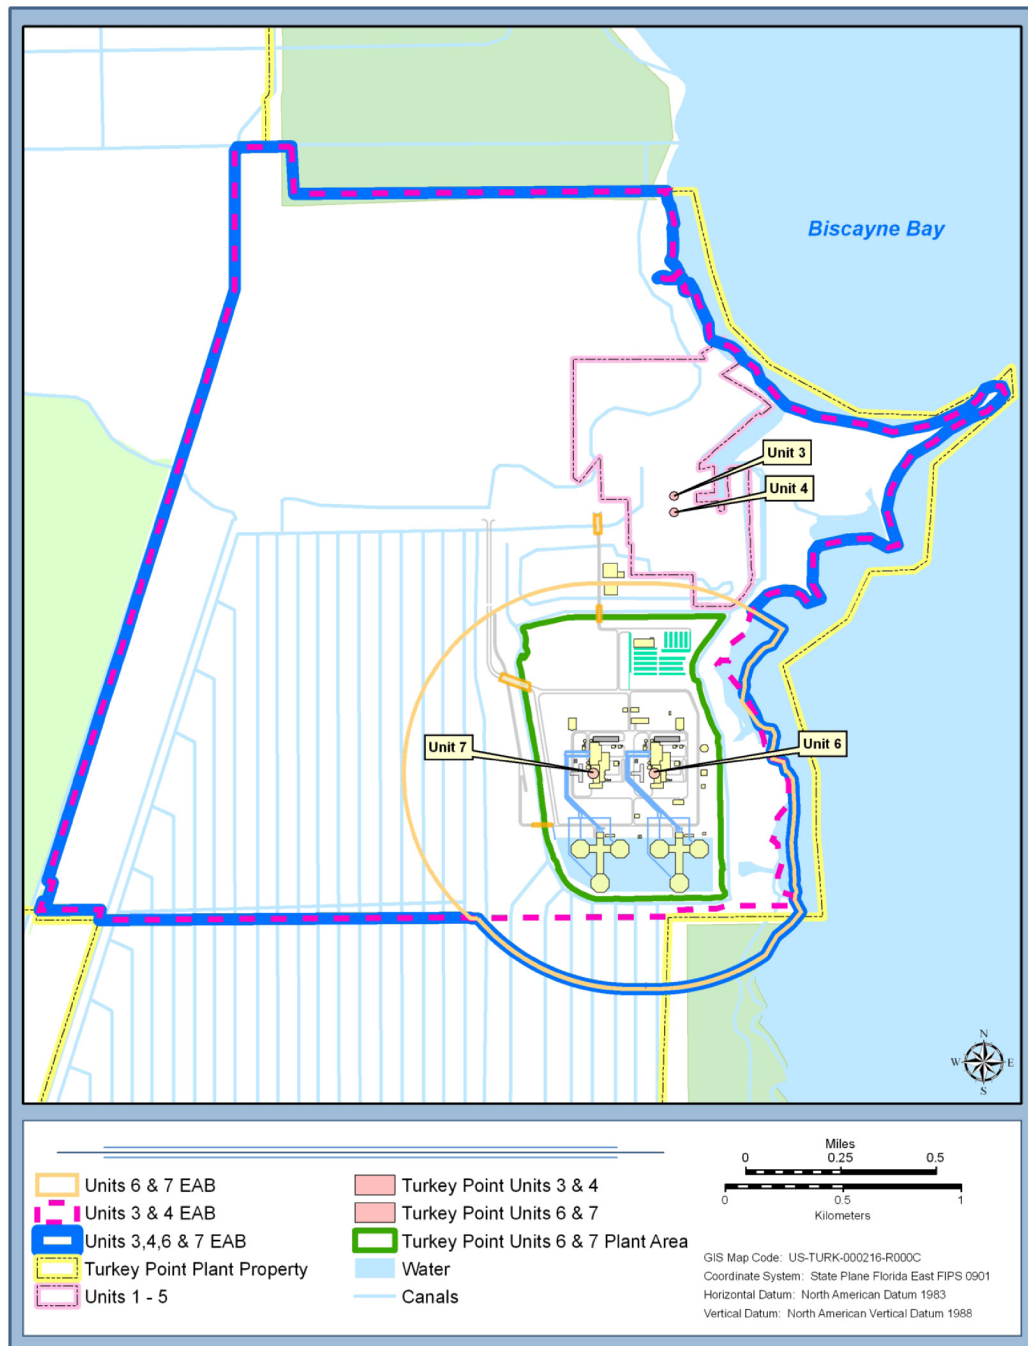 Biscayne Bay
Unit 3
Unit 4
Unit 7
Unit 6
N
W E
S
Units 6 & 7 EAB
Units 3 & 4 EAB
Units 3,4,6 & 7 EAB
Turkey Point Plant Property
Units 1 - 5
Turkey Point Units 3 & 4
Turkey Point Units 6 & 7
Turkey Point Units 6 & 7 Plant Area
Water
Canals
Miles
0 0.25 0.5
0 0.5 1
Kilometers
GIS Map Code: US-TURK-000216-R000C
Coordinate System: State Plane Florida East FIPS 0901
Horizontal Datum: North American Datum 1983
Vertical Datum: North American Vertical Datum 1988